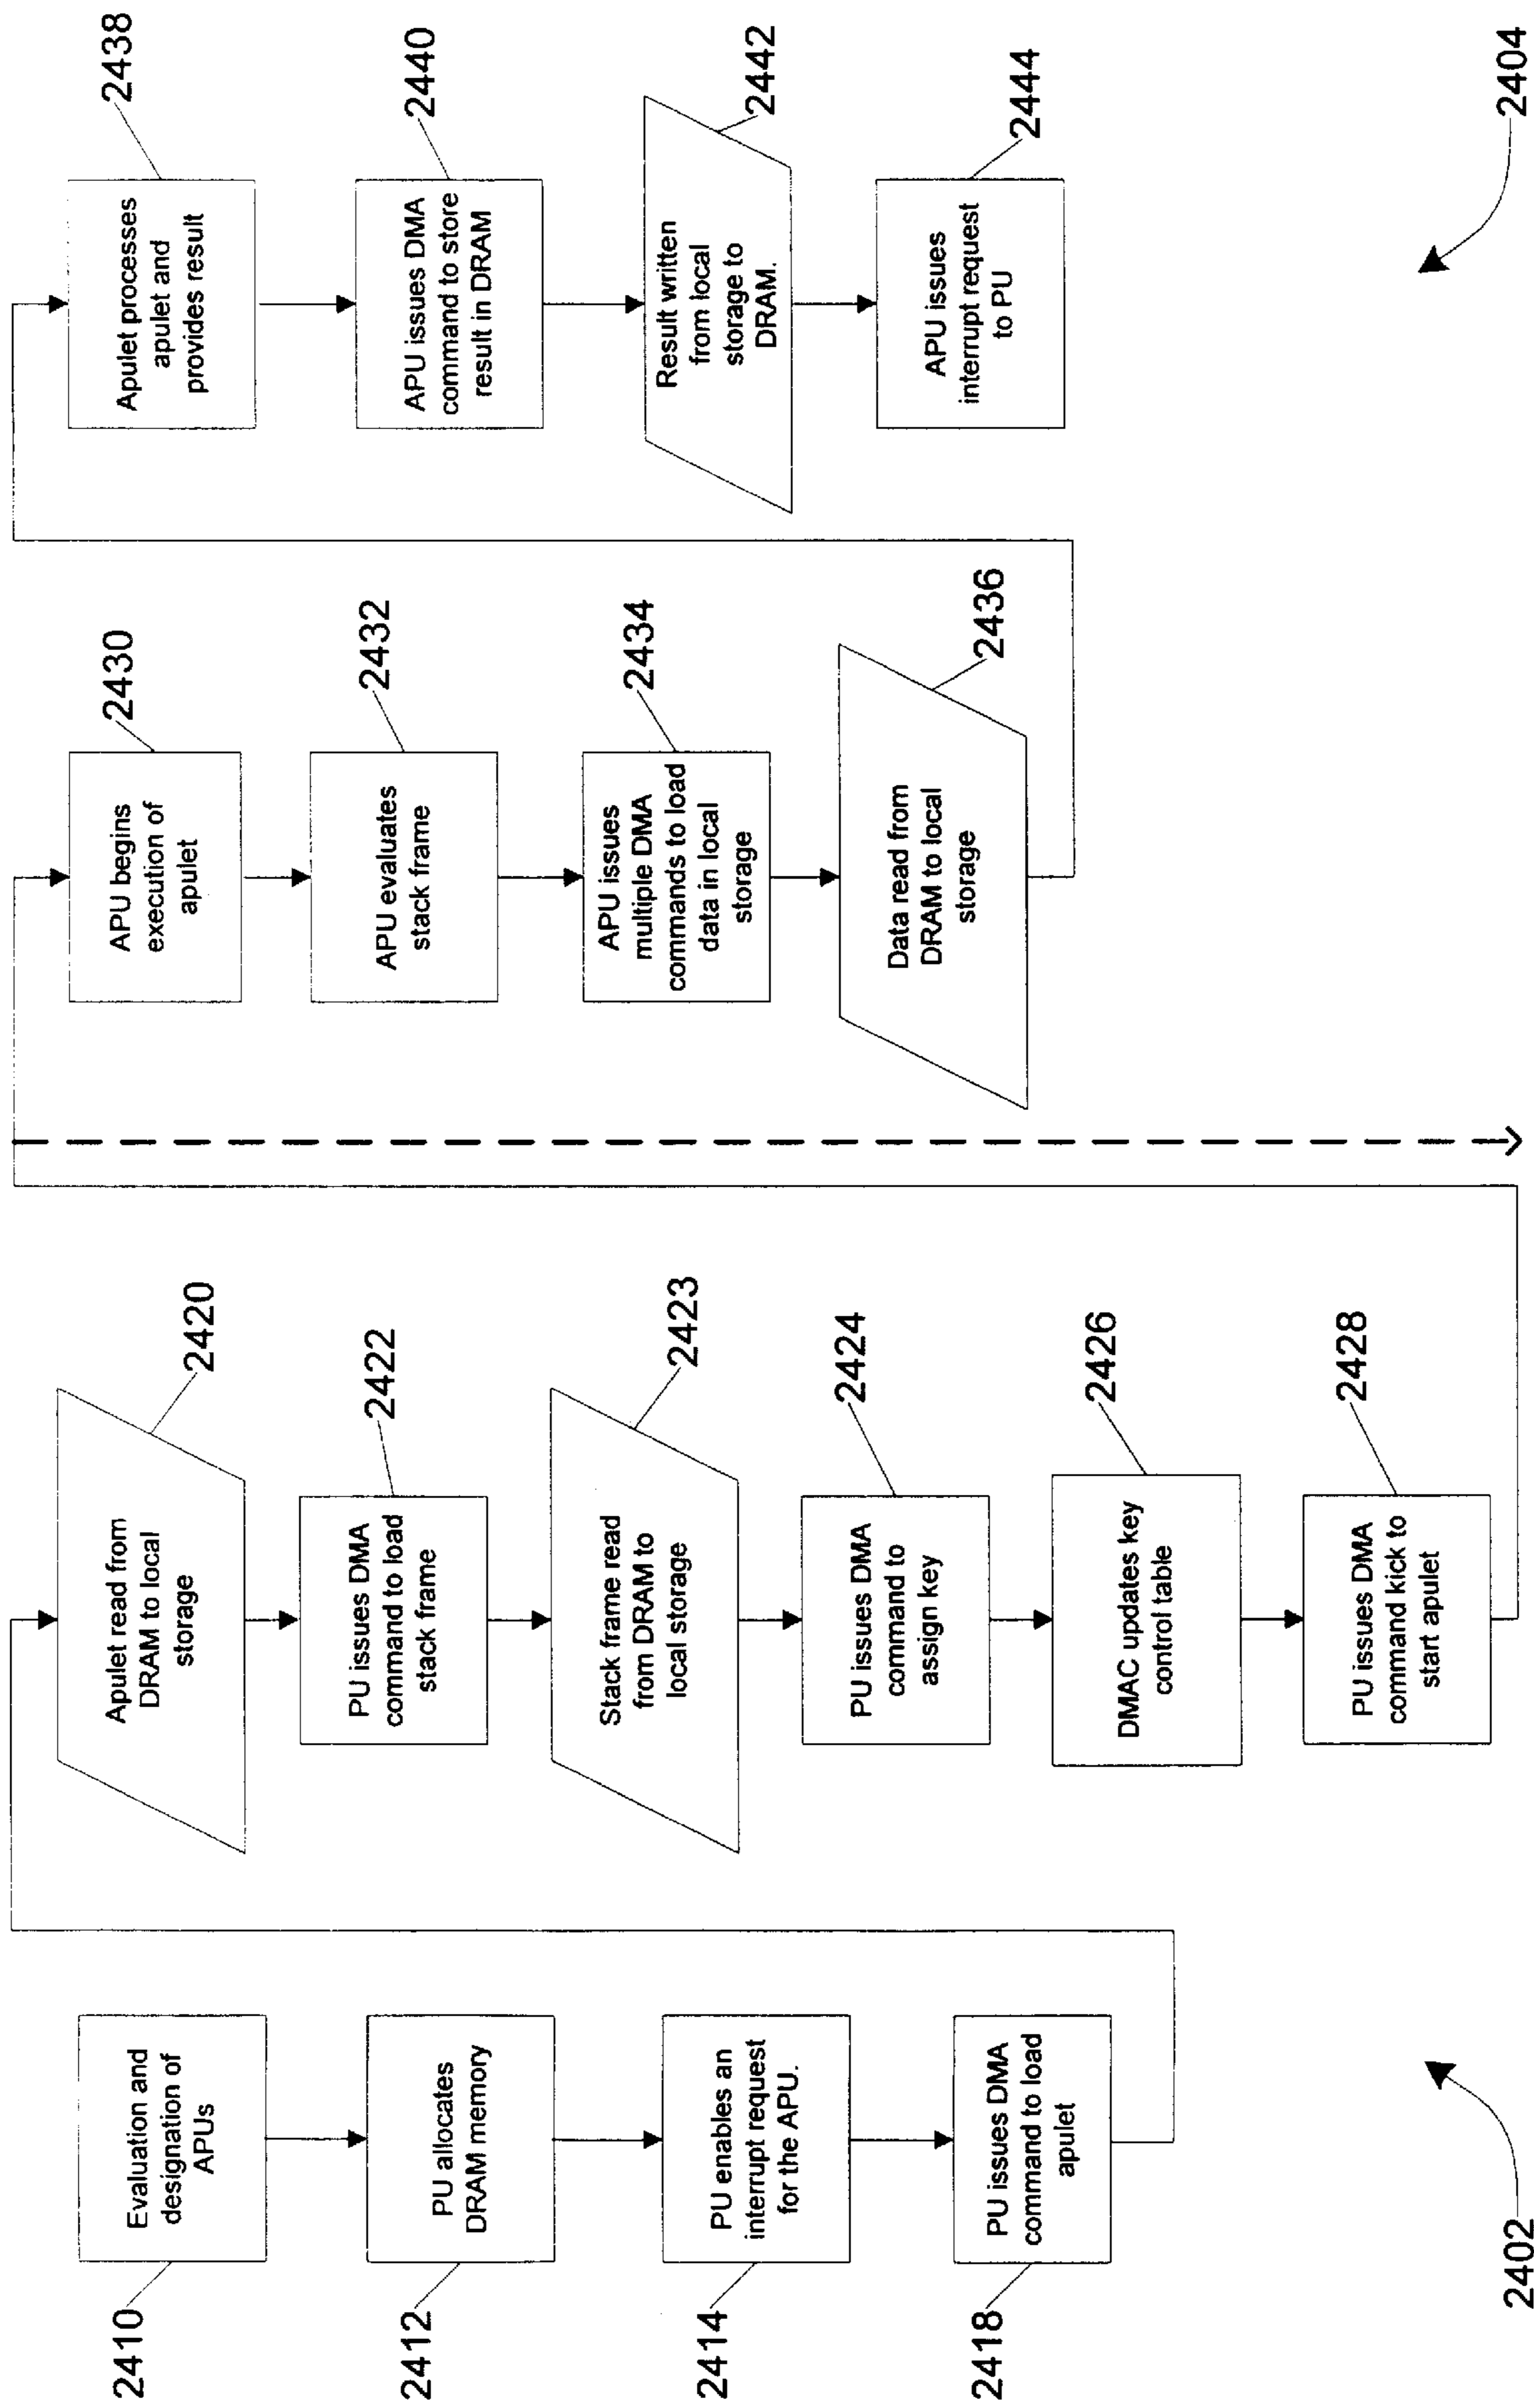 2410
Evaluation and
designation of
APUs
2412
PU allocates
DRAM memory
2414
PU enables an
interrupt request
for the APU.
2418
PU issues DMA
command to load
apulet
2402
Apulet read from
DRAM to local
storage
2420
PU issues DMA
command to load
stack frame
2422
Stack frame read
from DRAM to
local storage
2423
PU issues DMA
command to
assign key
2424
DMAC updates key
control table
2426
PU issues DMA
command kick to
start apulet
2428
APU begins
execution of
apulet
2430
APU evaluates
stack frame
2432
APU issues
multiple DMA
commands to load
data in local
storage
2434
Data read from
DRAM to local
storage
2436
Apulet processes
apulet and
provides result
2438
APU issues DMA
command to store
result in DRAM
2440
Result written
from local
storage to
DRAM.
2442
APU issues
interrupt request
to PU
2444
2404